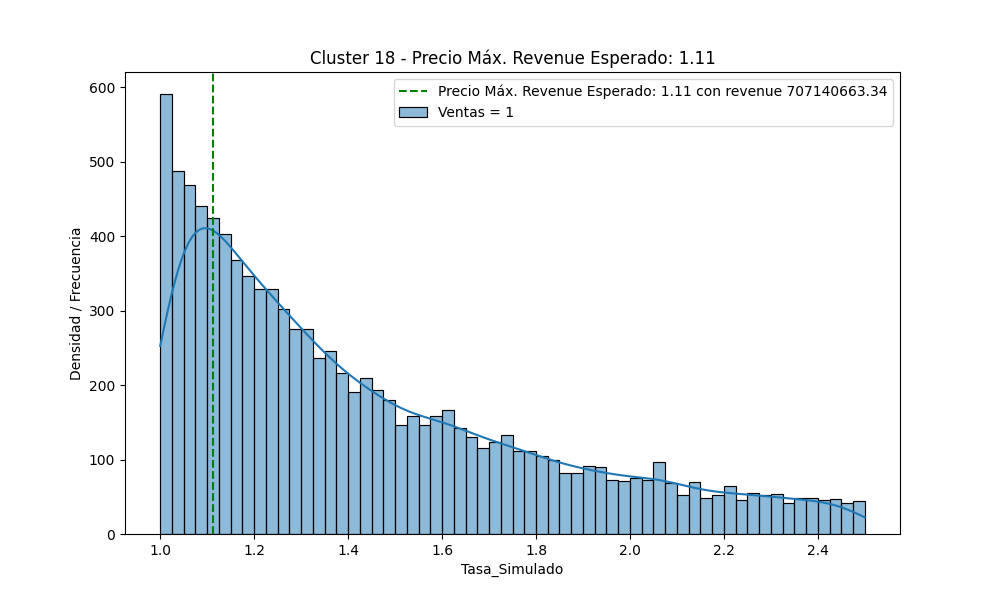 Cluster 18 - Precio Máx. Revenue Esperado: 1.11
Precio Máx. Revenue Esperado: 1.11 con revenue 707140663.34
Ventas = 1
600
500
400
300
200
100
0
Densidad / Frecuencia
1.0 1.2 1.4 1.6 1.8 2.0 2.2 2.4
Tasa_Simulado